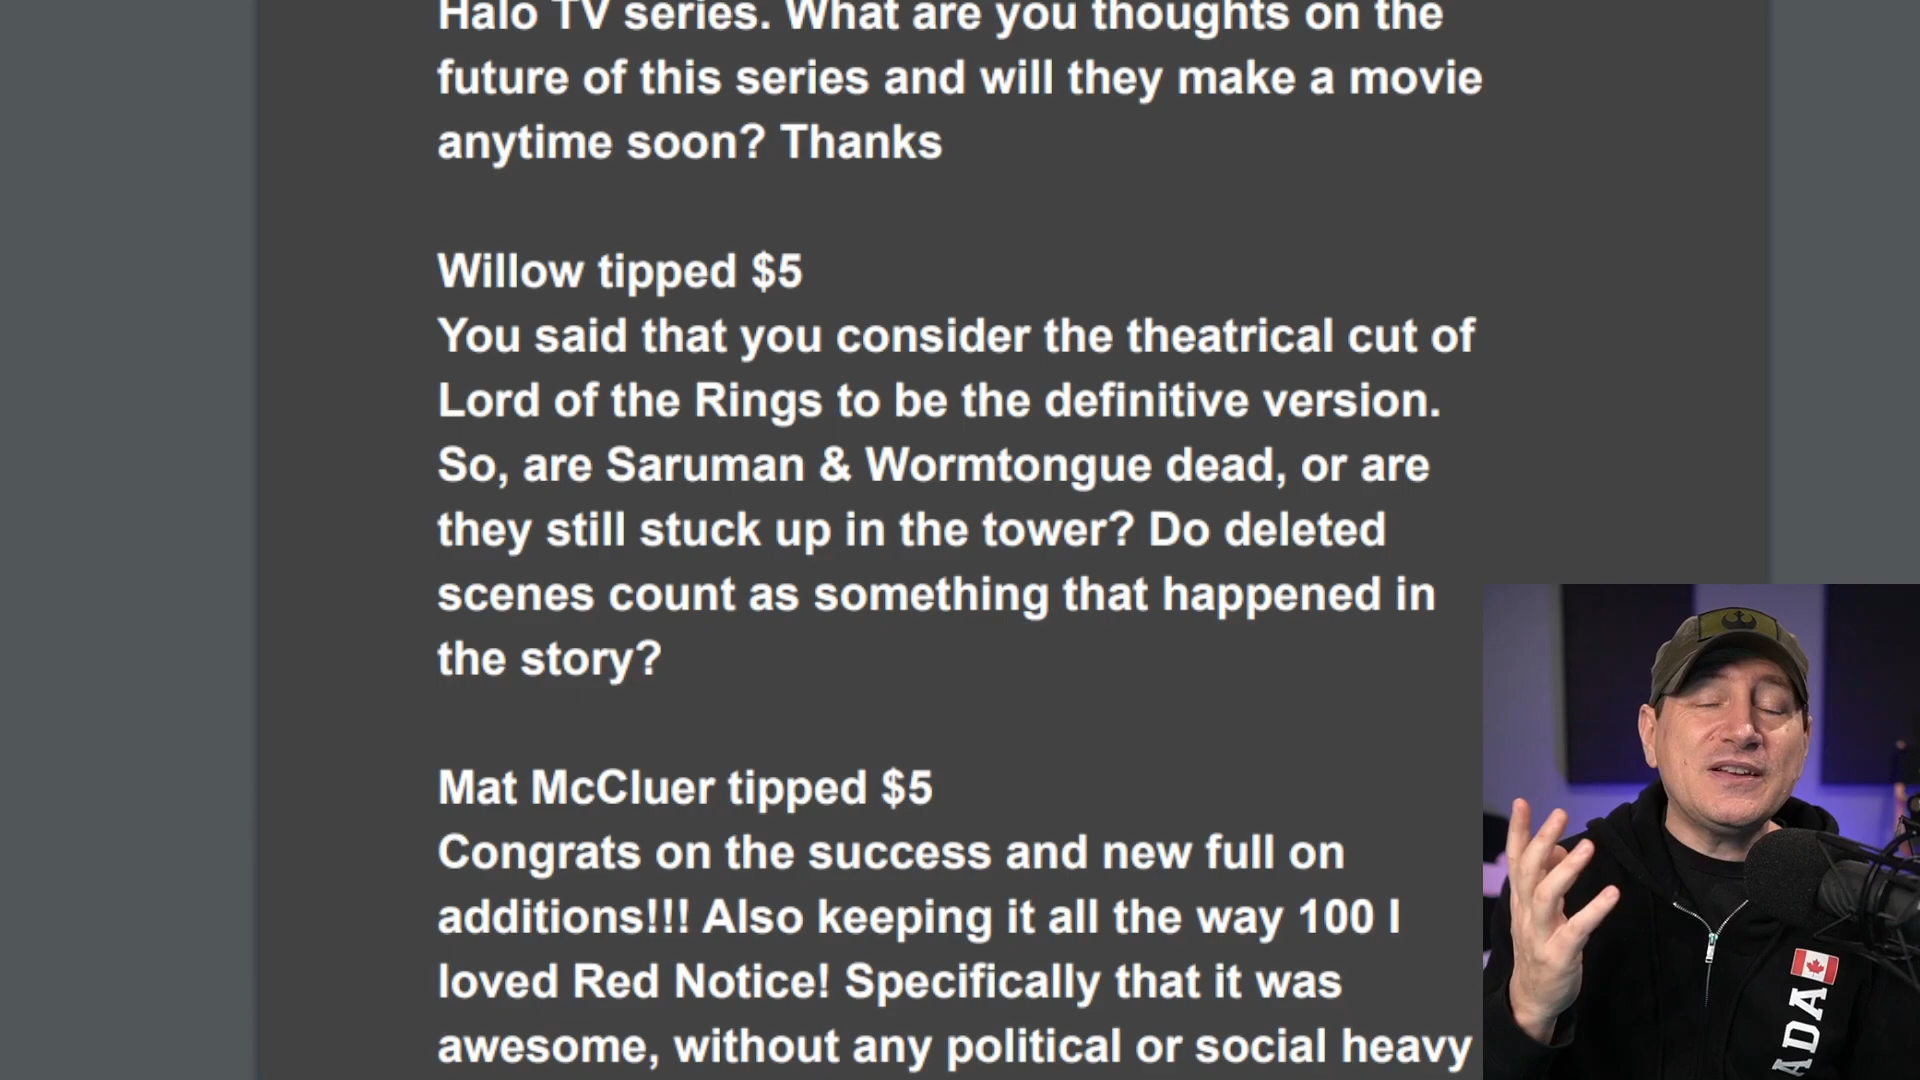 Halo TV series. What are you thoughts on the
future of this series and will they make a movie
anytime soon? Thanks
Willow tipped $5
You said that you consider the theatrical cut of
Lord of the Rings to be the definitive version.
So, are Saruman & Wormtongue dead, or are
they still stuck up in the tower? Do deleted
scenes count as something that happened in
the story?
Mat McCluer tipped $5
Congrats on the success and new full on
additions!!! Also keeping it all the way 100 I
loved Red Notice! Specifically that it was
awesome, without any political or social heavy
ADA